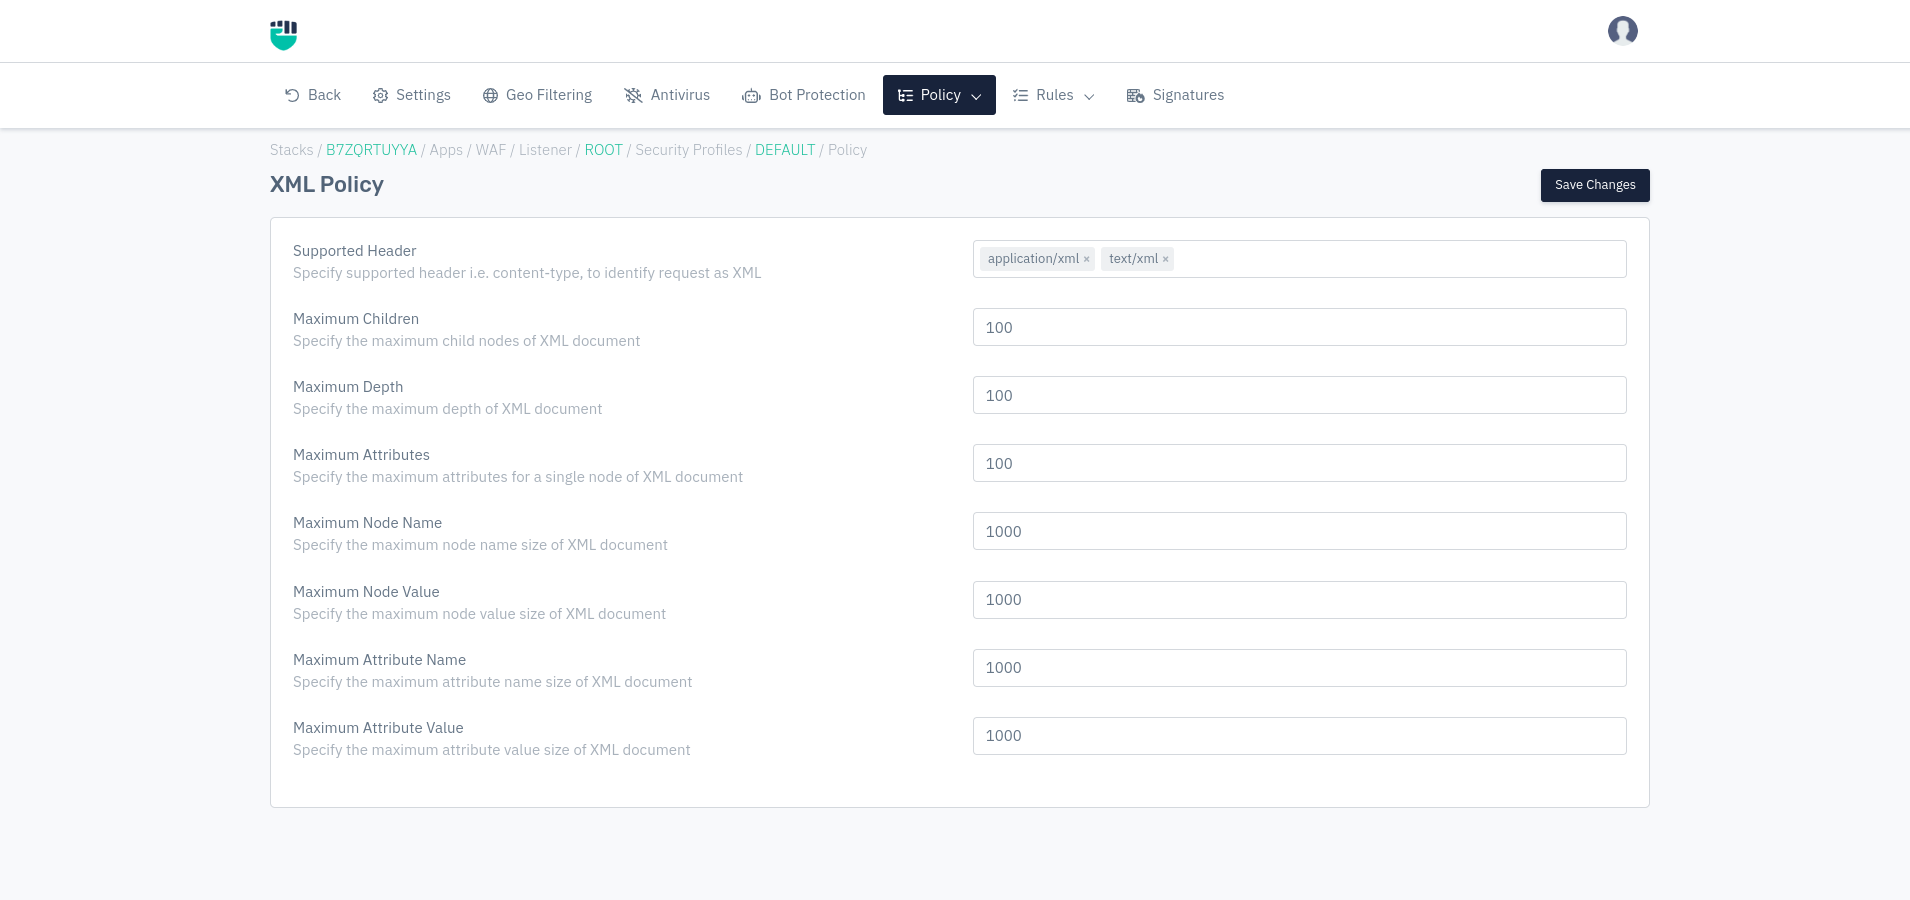 Back Settings Geo Filtering Antivirus Bot Protection Policy Rules Signatures
Stacks / B7ZQRTUYYA / Apps / WAF / Listener / ROOT / Security Profiles / DEFAULT / Policy
XML Policy
Save Changes
Supported Header
Specify supported header i.e. content-type, to identify request as XML
application/xml × text/xml ×
Maximum Children
Specify the maximum child nodes of XML document
100
Maximum Depth
Specify the maximum depth of XML document
100
Maximum Attributes
Specify the maximum attributes for a single node of XML document
100
Maximum Node Name
Specify the maximum node name size of XML document
1000
Maximum Node Value
Specify the maximum node value size of XML document
1000
Maximum Attribute Name
Specify the maximum attribute name size of XML document
1000
Maximum Attribute Value
Specify the maximum attribute value size of XML document
1000